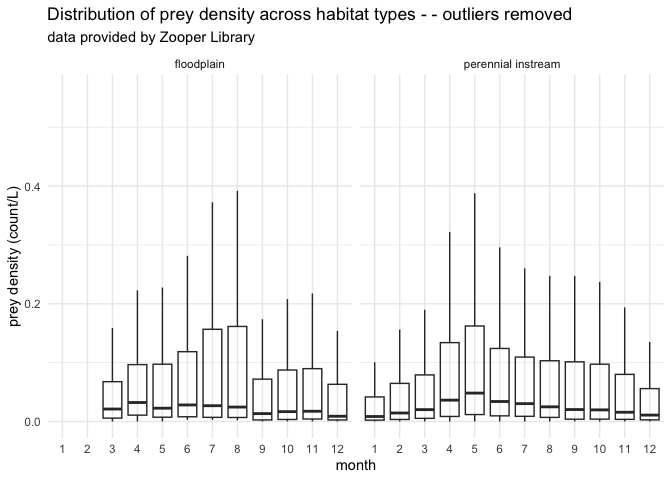 Distribution of prey density across habitat types - - outliers removed
data provided by Zooper Library
floodplain
perennial instream
prey density (count/L)
0.4
0.2
0.0
1 2 3 4 5 6 7 8 9 10 11 12
1 2 3 4 5 6 7 8 9 10 11 12
month